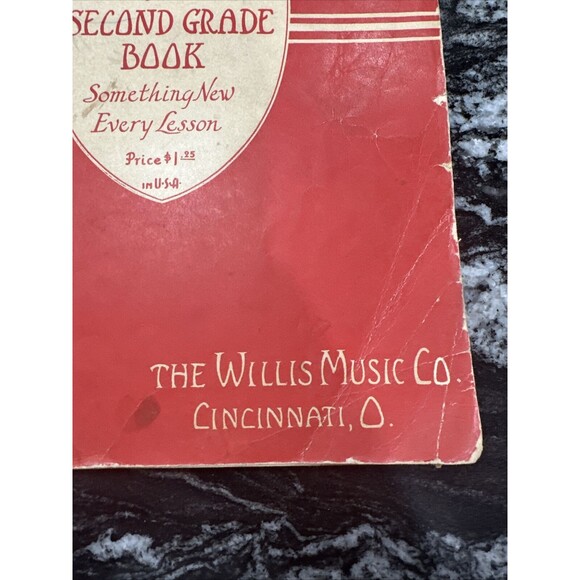 SECOND GRADE
BOOK
Something New
Every Lesson
Price $1.25
IN U·S·A·
THE WILLIS MUSIC CO.
CINCINNATI, O.